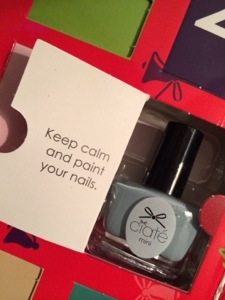 Keep calm
and paint
your nails.
ciaté
mini